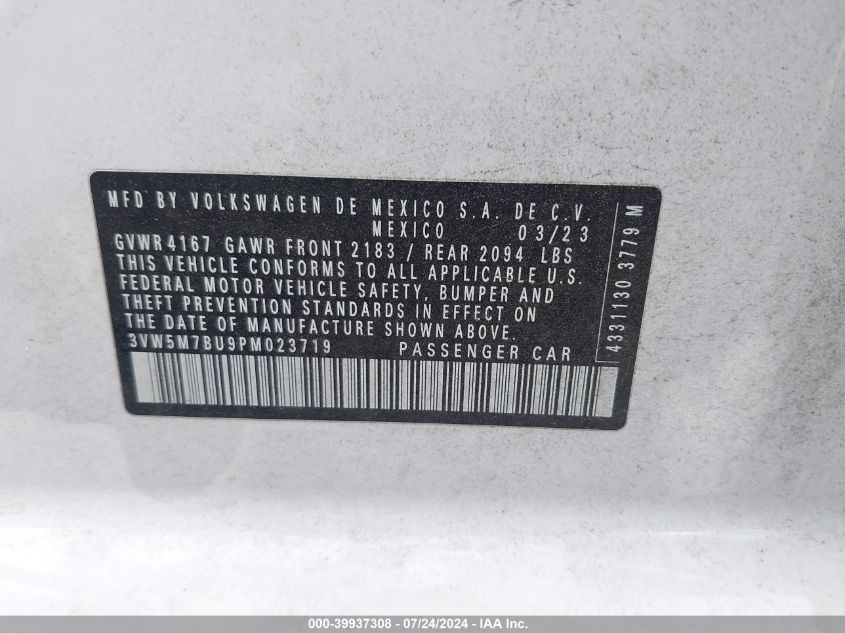 MFD BY VOLKSWAGEN DE MEXICO S.A. DE C.V.
MEXICO 03/23
GVWR 4167 GAWR FRONT 2183 / REAR 2094 LBS
THIS VEHICLE CONFORMS TO ALL APPLICABLE U.S.
FEDERAL MOTOR VEHICLE SAFETY, BUMPER AND
THEFT PREVENTION STANDARDS IN EFFECT ON
THE DATE OF MANUFACTURE SHOWN ABOVE.
3VW5M7BU9PM023719 PASSENGER CAR
4331130 3779 M
000-39937308 - 07/24/2024 - IAA Inc.